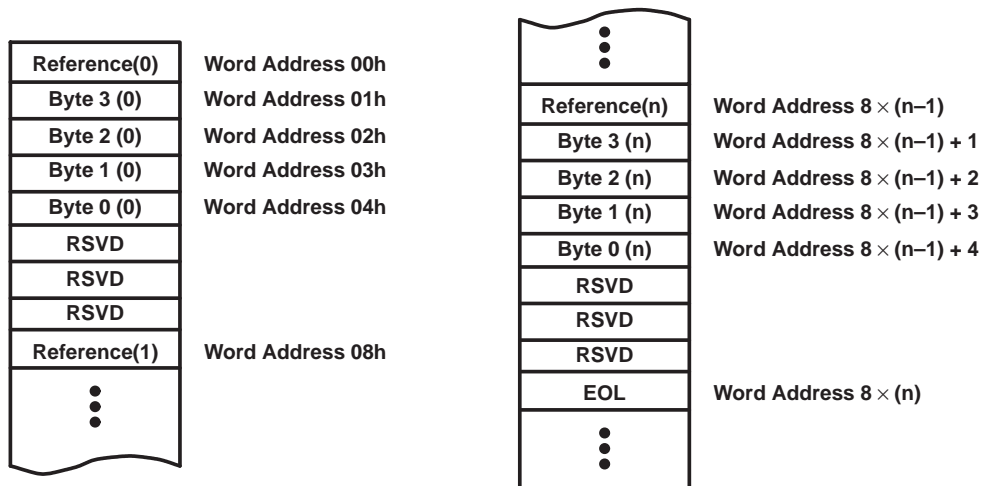 Reference(0) Word Address 00h
Byte 3 (0) Word Address 01h
Byte 2 (0) Word Address 02h
Byte 1 (0) Word Address 03h
Byte 0 (0) Word Address 04h
RSVD
RSVD
RSVD
Reference(1) Word Address 08h
Reference(n) Word Address 8 × (n–1)
Byte 3 (n) Word Address 8 × (n–1) + 1
Byte 2 (n) Word Address 8 × (n–1) + 2
Byte 1 (n) Word Address 8 × (n–1) + 3
Byte 0 (n) Word Address 8 × (n–1) + 4
RSVD
RSVD
RSVD
EOL Word Address 8 × (n)